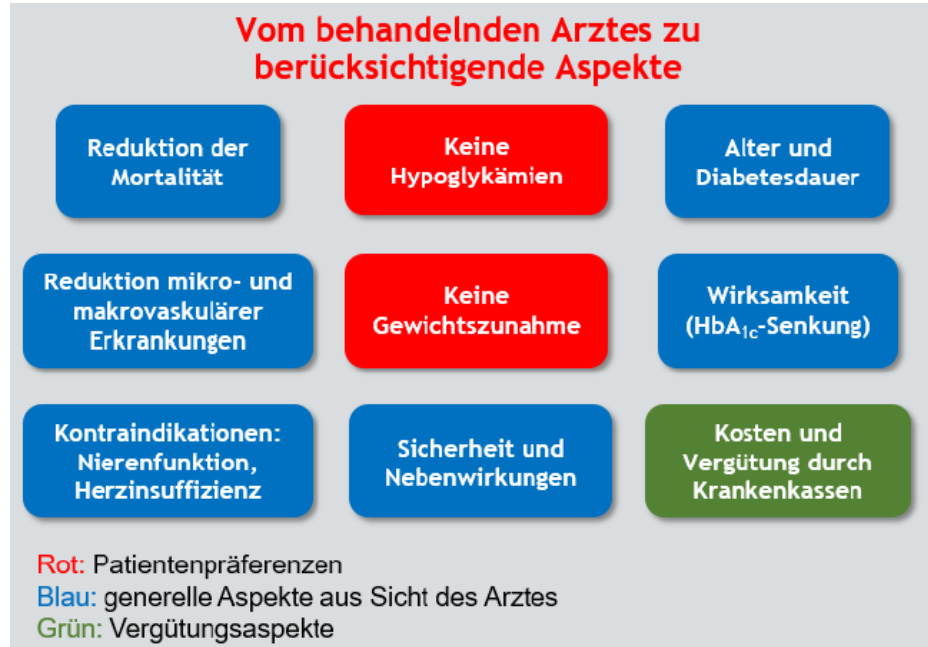 Vom behandelnden Arztes zu
berücksichtigende Aspekte
Reduktion der
Mortalität
Keine
Hypoglykämien
Alter und
Diabetesdauer
Reduktion mikro- und
makrovaskulärer
Erkrankungen
Keine
Gewichtszunahme
Wirksamkeit
(HbA₁c-Senkung)
Kontraindikationen:
Nierenfunktion,
Herzinsuffizienz
Sicherheit und
Nebenwirkungen
Kosten und
Vergütung durch
Krankenkassen
Rot: Patientenpräferenzen
Blau: generelle Aspekte aus Sicht des Arztes
Grün: Vergütungsaspekte